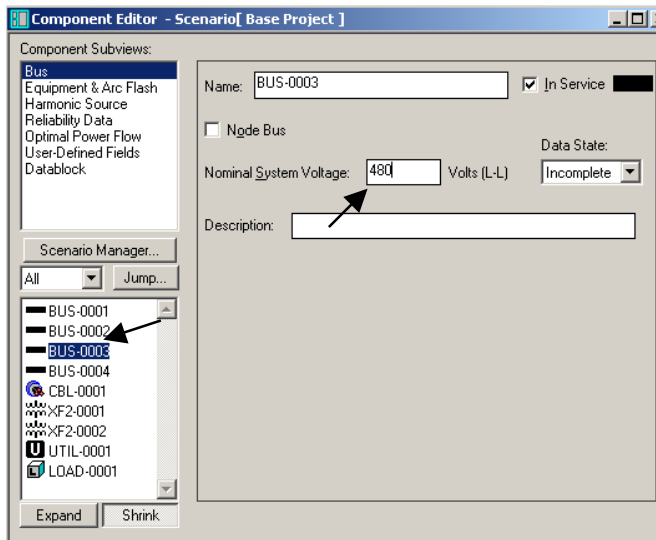 Component Editor - Scenario[ Base Project ]
Component Subviews:
Bus
Equipment & Arc Flash
Harmonic Source
Reliability Data
Optimal Power Flow
User-Defined Fields
Datablock
Name: BUS-0003 In Service
Node Bus
Data State:
Nominal System Voltage: 480 Volts (L-L) Incomplete
Description:
Scenario Manager...
All Jump...
BUS-0001
BUS-0002
BUS-0003
BUS-0004
CBL-0001
XF2-0001
XF2-0002
U UTIL-0001
LOAD-0001
Expand Shrink